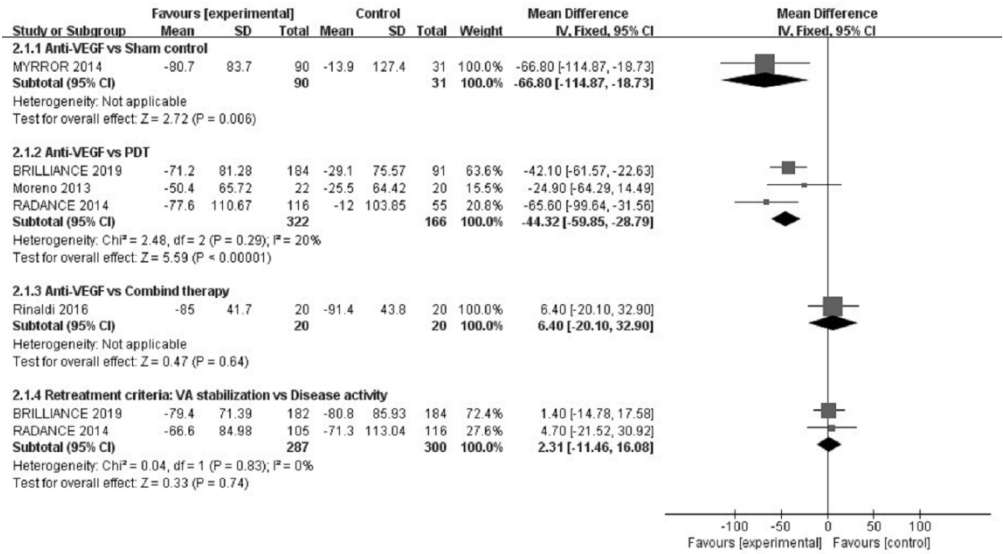 Favours [experimental] Control Mean Difference Mean Difference
Study or Subgroup Mean SD Total Mean SD Total Weight IV, Fixed, 95% CI IV, Fixed, 95% CI
2.1.1 Anti-VEGF vs Sham control
MYRROR 2014 -80.7 83.7 90 -13.9 127.4 31 100.0% -66.80 [-114.87, -18.73]
Subtotal (95% CI) 90 31 100.0% -66.80 [-114.87, -18.73]
Heterogeneity: Not applicable
Test for overall effect: Z = 2.72 (P = 0.006)
2.1.2 Anti-VEGF vs PDT
BRILLIANCE 2019 -71.2 81.28 184 -29.1 75.57 91 63.6% -42.10 [-61.57, -22.63]
Moreno 2013 -50.4 65.72 22 -25.5 64.42 20 15.5% -24.90 [-64.29, 14.49]
RADANCE 2014 -77.6 110.67 116 -12 103.85 55 20.8% -65.60 [-99.64, -31.56]
Subtotal (95% CI) 322 166 100.0% -44.32 [-59.85, -28.79]
Heterogeneity: Chi² = 2.48, df = 2 (P = 0.29); I² = 20%
Test for overall effect: Z = 5.59 (P < 0.00001)
2.1.3 Anti-VEGF vs Combind therapy
Rinaldi 2016 -85 41.7 20 -91.4 43.8 20 100.0% 6.40 [-20.10, 32.90]
Subtotal (95% CI) 20 20 100.0% 6.40 [-20.10, 32.90]
Heterogeneity: Not applicable
Test for overall effect: Z = 0.47 (P = 0.64)
2.1.4 Retreatment criteria: VA stabilization vs Disease activity
BRILLIANCE 2019 -79.4 71.39 182 -80.8 85.93 184 72.4% 1.40 [-14.78, 17.58]
RADANCE 2014 -66.6 84.98 105 -71.3 113.04 116 27.6% 4.70 [-21.52, 30.92]
Subtotal (95% CI) 287 300 100.0% 2.31 [-11.46, 16.08]
Heterogeneity: Chi² = 0.04, df = 1 (P = 0.83); I² = 0%
Test for overall effect: Z = 0.33 (P = 0.74)
-100 -50 0 50 100
Favours [experimental] Favours [control]